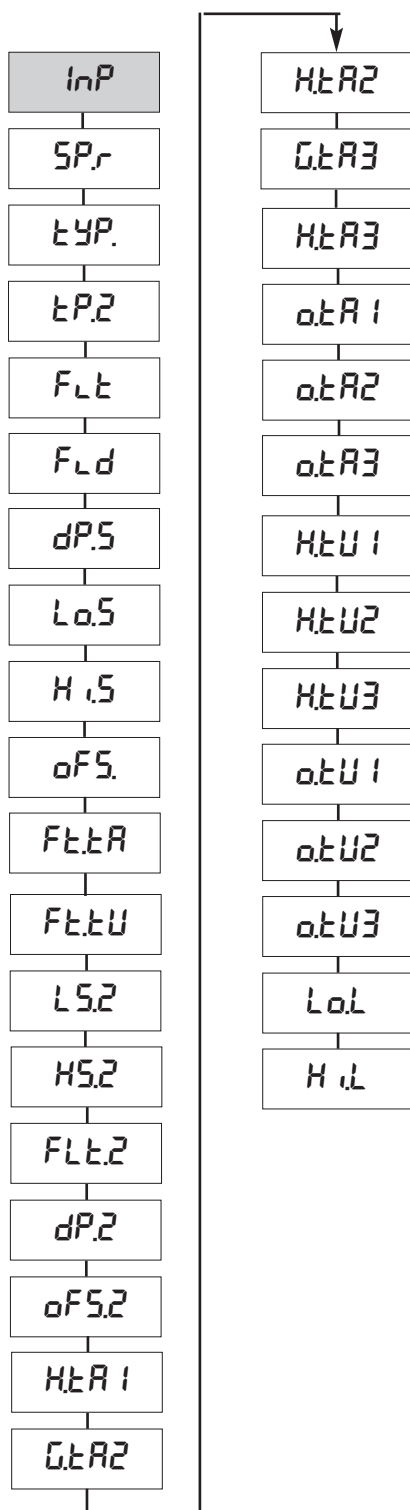 InP
SP.r
tYP.
tP.2
FLt
FLd
dP.S
Lo.S
Hi.S
oFS.
Ft.tA
Ft.tU
LS.2
HS.2
FLt.2
dP.2
oFS.2
H.tA1
G.tA2
H.tA2
G.tA3
H.tA3
o.tA1
o.tA2
o.tA3
H.tU1
H.tU2
H.tU3
o.tU1
o.tU2
o.tU3
Lo.L
Hi.L